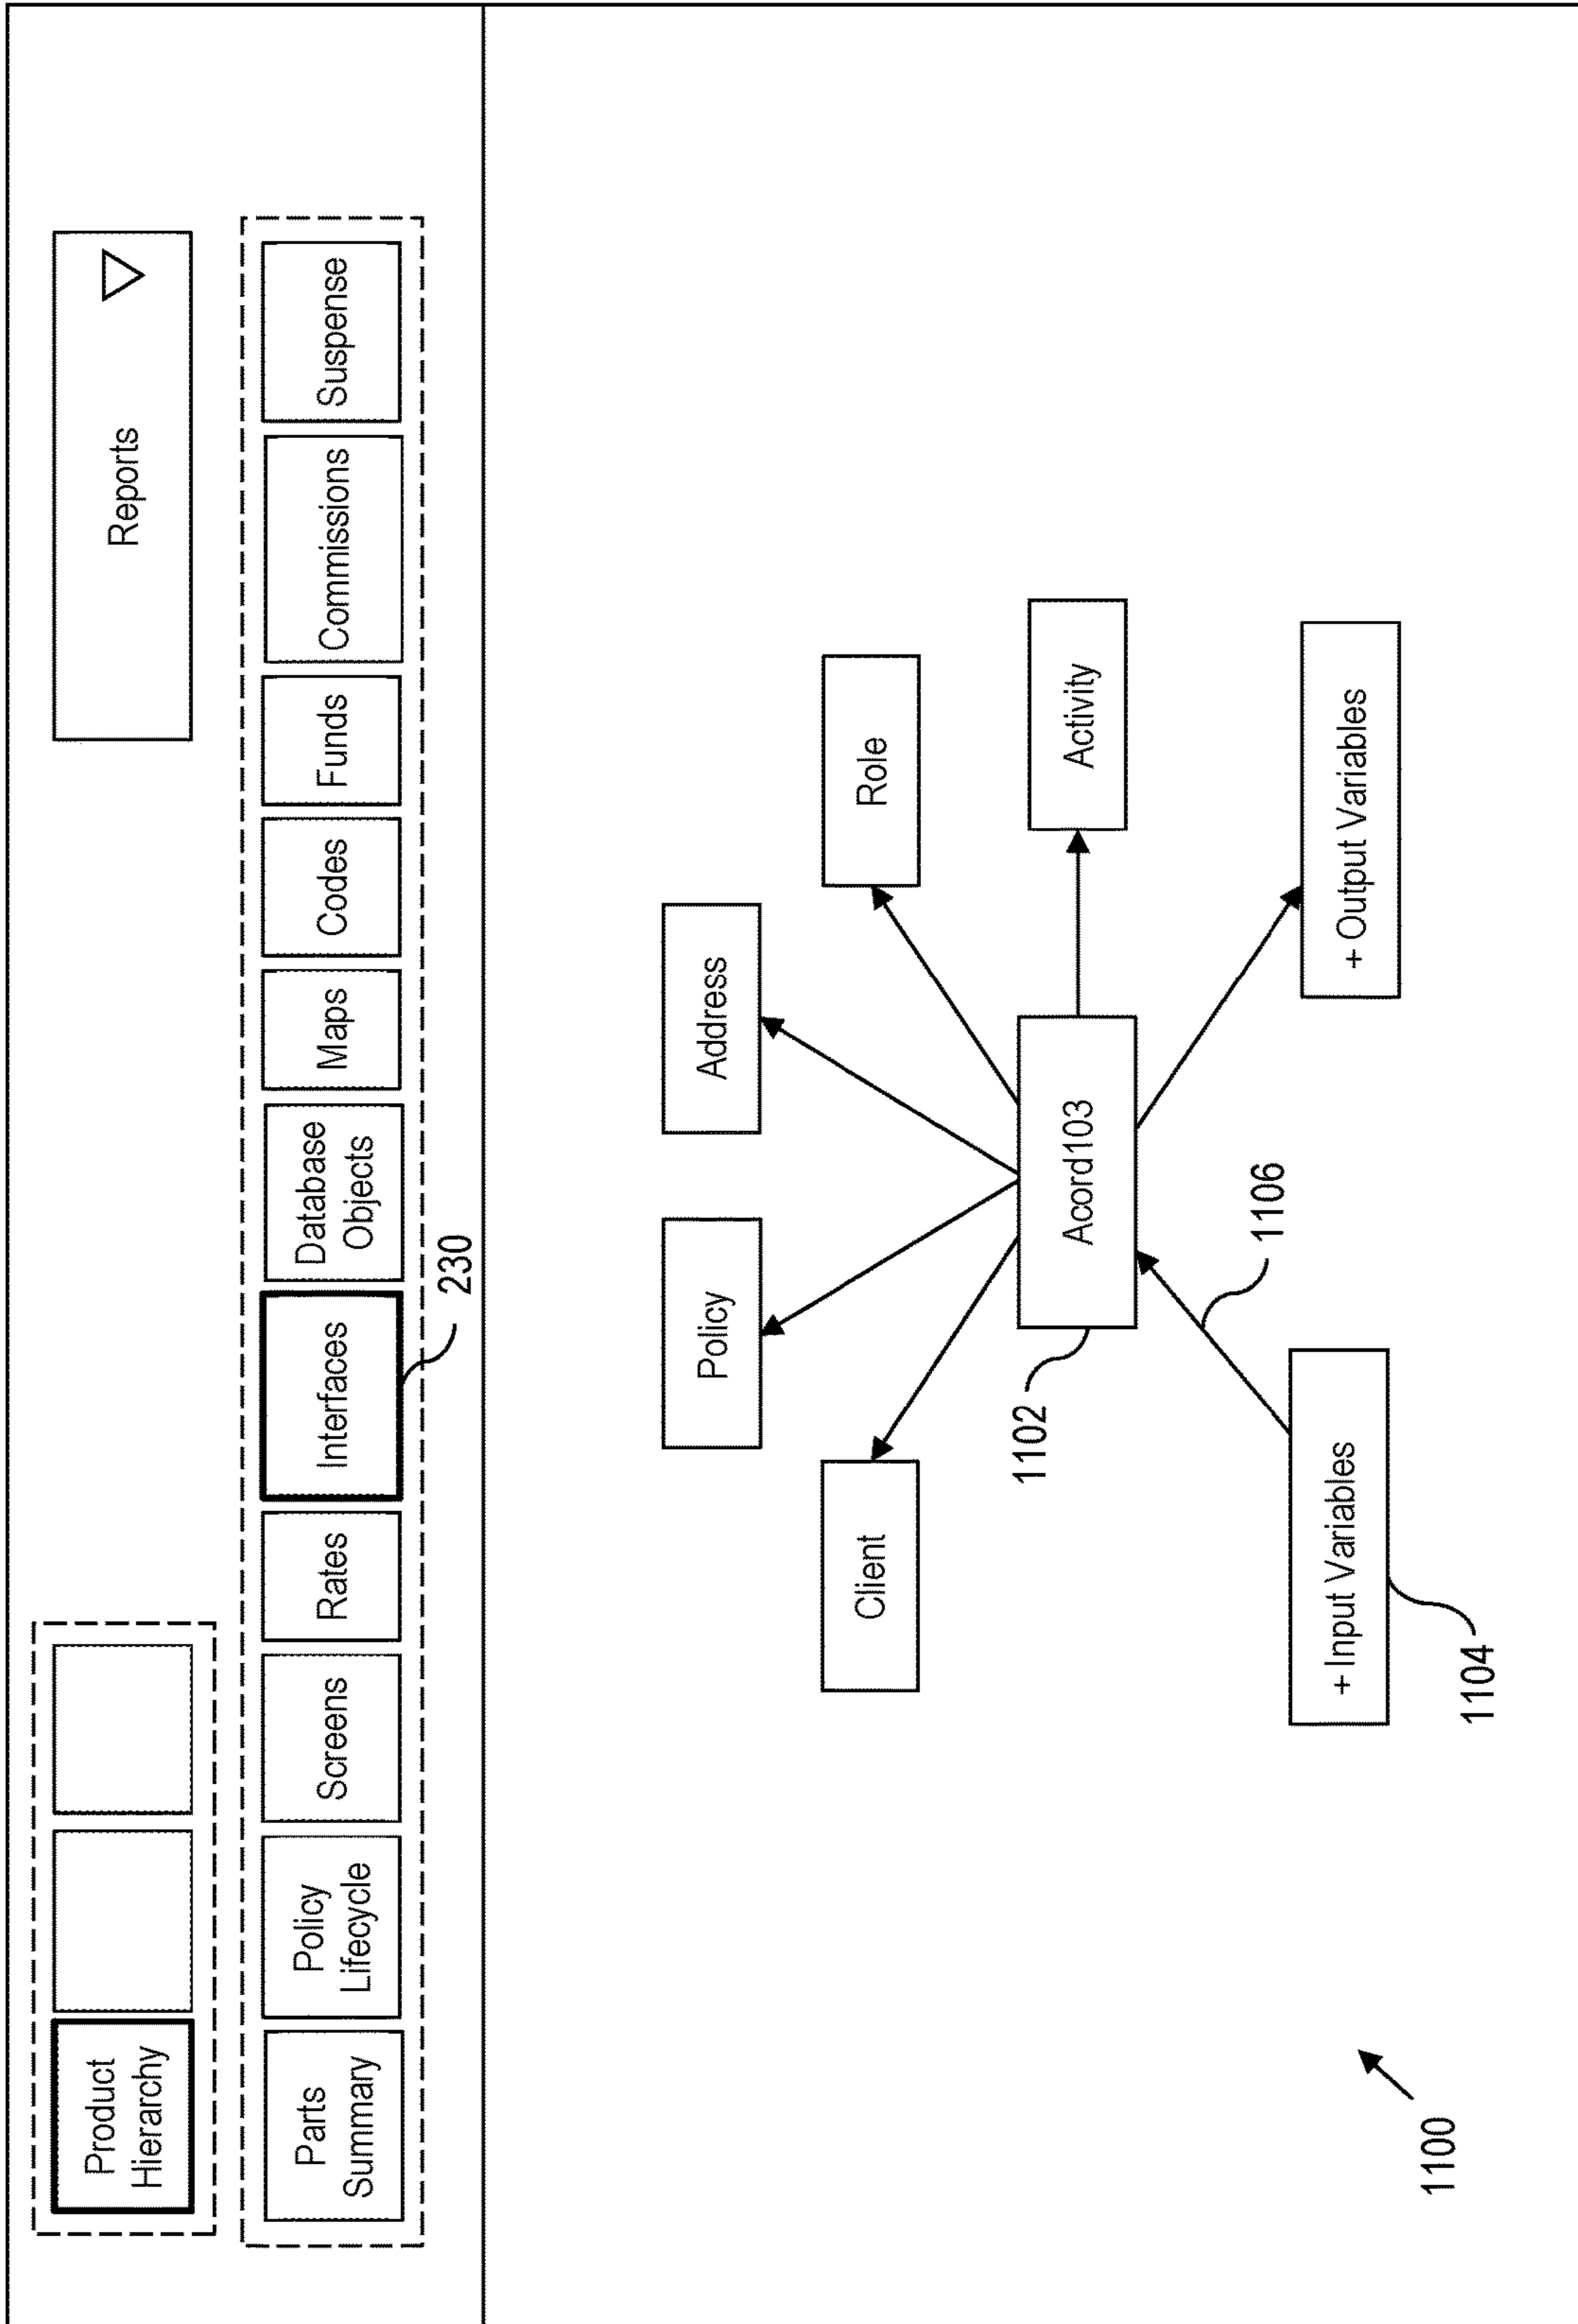 Product
Hierarchy
Reports
Parts
Summary
Policy
Lifecycle
Screens
Rates
Interfaces
Database
Objects
Maps
Codes
Funds
Commissions
Suspense
230
Policy
Address
Client
Role
1102
Acord103
Activity
1106
+ Input Variables
+ Output Variables
1104
1100